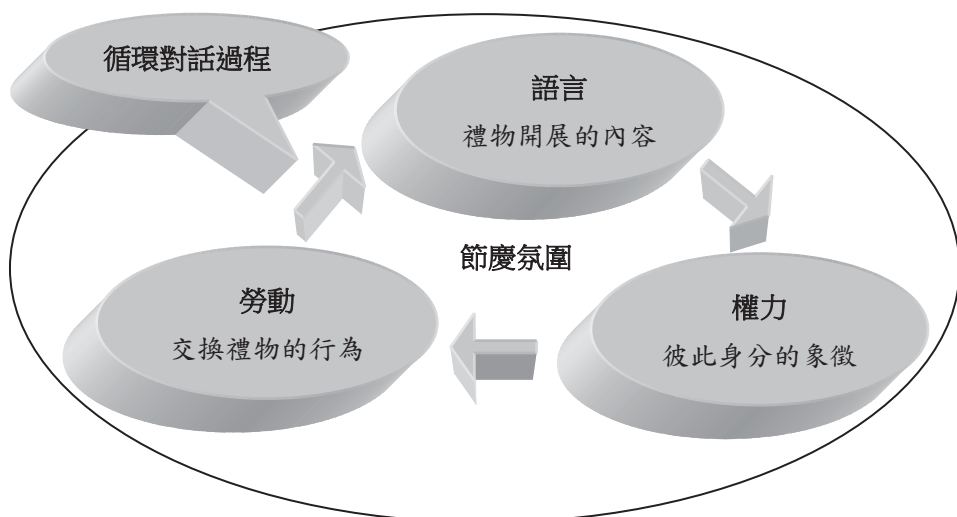 循環對話過程
語言
禮物開展的內容
節慶氛圍
勞動
交換禮物的行為
權力
彼此身分的象徵